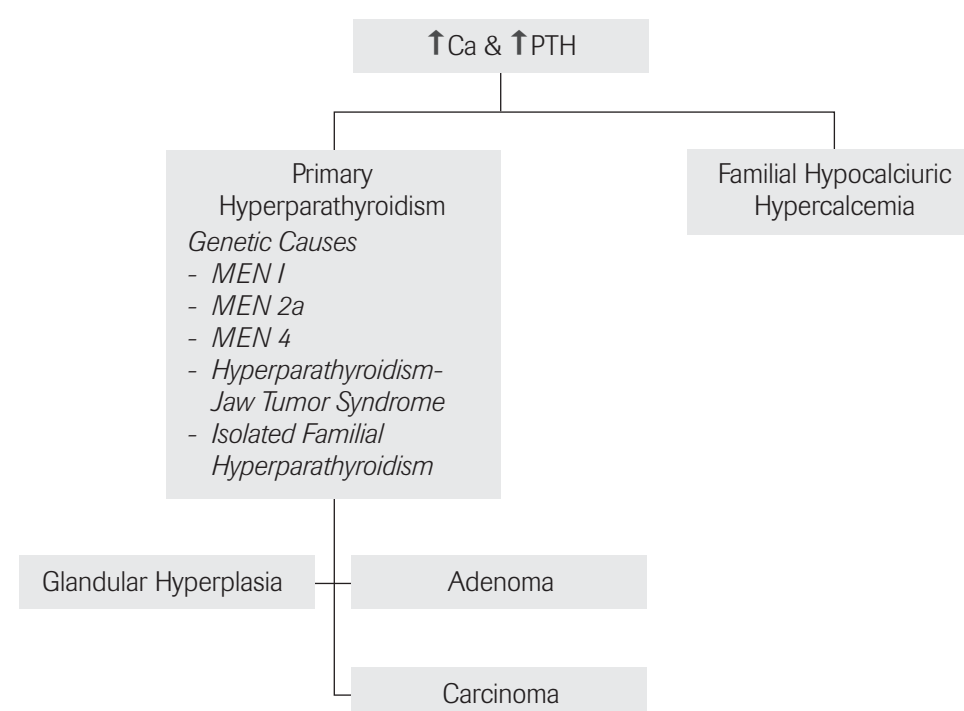 ↑Ca & ↑PTH
Primary
Hyperparathyroidism
Genetic Causes
- MEN I
- MEN 2a
- MEN 4
- Hyperparathyroidism-
Jaw Tumor Syndrome
- Isolated Familial
Hyperparathyroidism
Familial Hypocalciuric
Hypercalcemia
Glandular Hyperplasia
Adenoma
Carcinoma